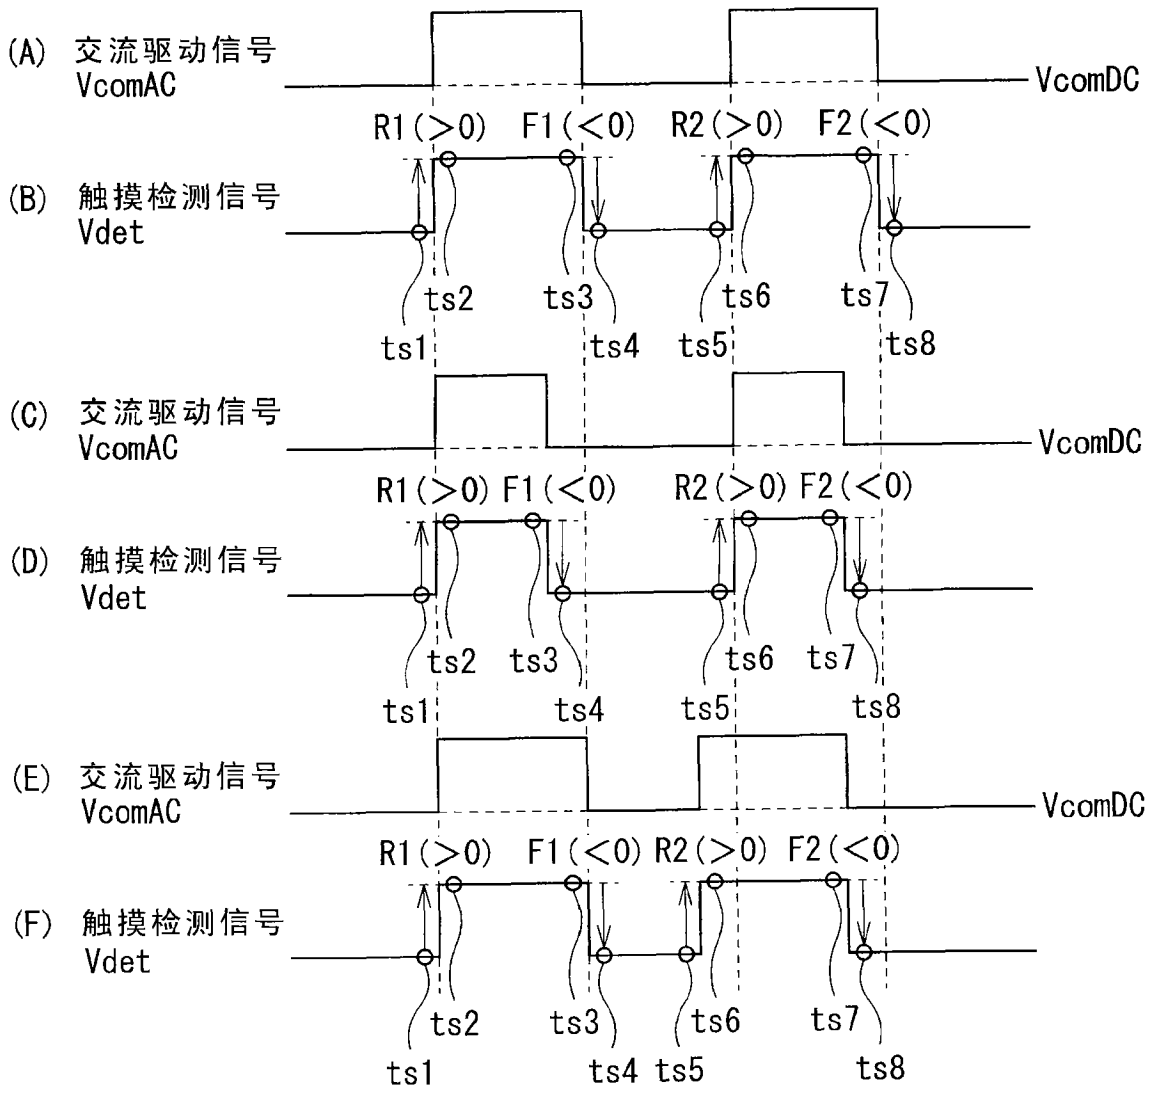 (A) 交流驱动信号
VcomAC
VcomDC
R1(>0) F1(<0) R2(>0) F2(<0)
(B) 触摸检测信号
Vdet
ts2 ts3 ts6 ts7
ts1 ts4 ts5 ts8
(C) 交流驱动信号
VcomAC
VcomDC
R1(>0) F1(<0) R2(>0) F2(<0)
(D) 触摸检测信号
Vdet
ts2 ts3 ts6 ts7
ts1 ts4 ts5 ts8
(E) 交流驱动信号
VcomAC
VcomDC
R1(>0) F1(<0) R2(>0) F2(<0)
(F) 触摸检测信号
Vdet
ts2 ts3 ts6 ts7
ts1 ts4 ts5 ts8